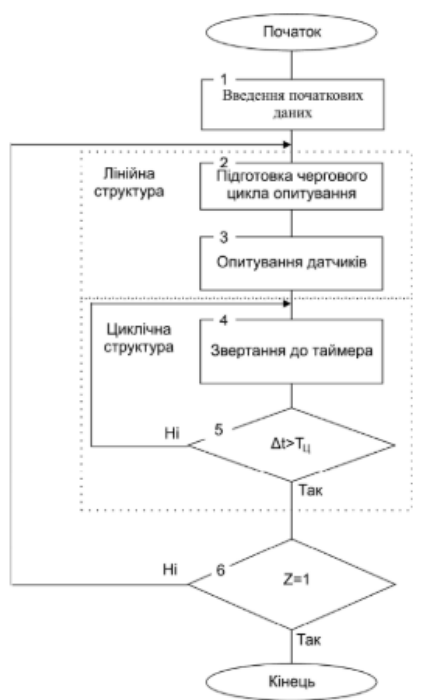 Початок
1
Введення початкових
даних
Лінійна
структура
2
Підготовка чергового
цикла опитування
3
Опитування датчиків
Циклічна
структура
4
Звертання до таймера
Ні
5
Δt>Tц
Так
Ні
6
Z=1
Так
Кінець